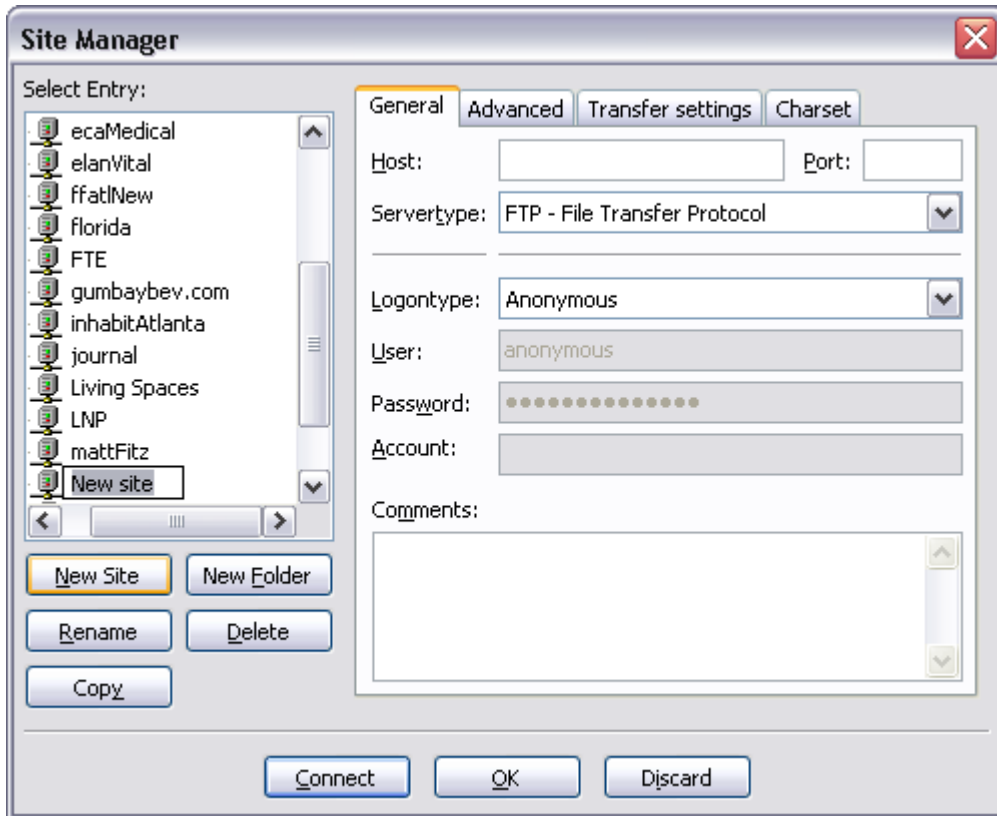 Site Manager
Select Entry:
ecaMedical
elanVital
ffatlNew
florida
FTE
gumbaybev.com
inhabitAtlanta
journal
Living Spaces
LNP
mattFitz
New site
New Site
New Folder
Rename
Delete
Copy
General
Advanced
Transfer settings
Charset
Host:
Port:
Servertype:
FTP - File Transfer Protocol
Logontype:
Anonymous
User:
anonymous
Password:
●●●●●●●●●●●●●●
Account:
Comments:
Connect
OK
Discard